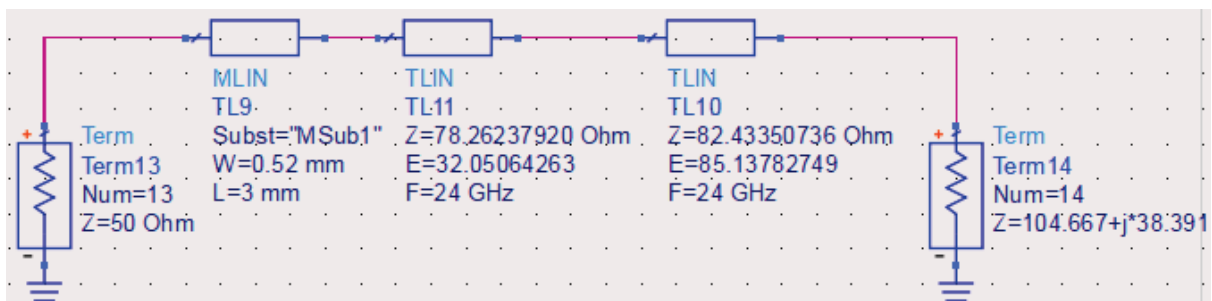 MLIN
TL9
Subst="MSub1"
W=0.52 mm
L=3 mm
TLIN
TL11
Z=78.26237920 Ohm
E=32.05064263
F=24 GHz
TLIN
TL10
Z=82.43350736 Ohm
E=85.13782749
F=24 GHz
+
Term
Term13
Num=13
Z=50 Ohm
-
+
Term
Term14
Num=14
Z=104.667+j*38.391
-